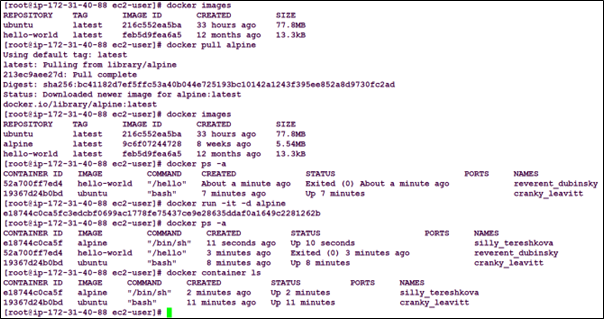 [root@ip-172-31-40-88 ec2-user]# docker images
REPOSITORY TAG IMAGE ID CREATED SIZE
ubuntu latest 216c552ea5ba 33 hours ago 77.8MB
hello-world latest feb5d9fea6a5 12 months ago 13.3kB
[root@ip-172-31-40-88 ec2-user]# docker pull alpine
Using default tag: latest
latest: Pulling from library/alpine
213ec9aee27d: Pull complete
Digest: sha256:bc41182d7ef5ffc53a40b044e725193bc10142a1243f395ee852a8d9730fc2ad
Status: Downloaded newer image for alpine:latest
docker.io/library/alpine:latest
[root@ip-172-31-40-88 ec2-user]# docker images
REPOSITORY TAG IMAGE ID CREATED SIZE
ubuntu latest 216c552ea5ba 33 hours ago 77.8MB
alpine latest 9c6f07244728 8 weeks ago 5.54MB
hello-world latest feb5d9fea6a5 12 months ago 13.3kB
[root@ip-172-31-40-88 ec2-user]# docker ps -a
CONTAINER ID IMAGE COMMAND CREATED STATUS PORTS NAMES
52a700ff7ed4 hello-world "/hello" About a minute ago Exited (0) About a minute ago reverent_dubinsky
19367d24b0bd ubuntu "bash" 7 minutes ago Up 7 minutes cranky_leavitt
[root@ip-172-31-40-88 ec2-user]# docker run -it -d alpine
e18744c0ca5fc3edcbf0699ac1778fe75437ce9e28635ddaf0a1649c2281262b
[root@ip-172-31-40-88 ec2-user]# docker ps -a
CONTAINER ID IMAGE COMMAND CREATED STATUS PORTS NAMES
e18744c0ca5f alpine "/bin/sh" 11 seconds ago Up 10 seconds silly_tereshkova
52a700ff7ed4 hello-world "/hello" 3 minutes ago Exited (0) 3 minutes ago reverent_dubinsky
19367d24b0bd ubuntu "bash" 8 minutes ago Up 8 minutes cranky_leavitt
[root@ip-172-31-40-88 ec2-user]# docker container ls
CONTAINER ID IMAGE COMMAND CREATED STATUS PORTS NAMES
e18744c0ca5f alpine "/bin/sh" 2 minutes ago Up 2 minutes silly_tereshkova
19367d24b0bd ubuntu "bash" 11 minutes ago Up 11 minutes cranky_leavitt
[root@ip-172-31-40-88 ec2-user]#